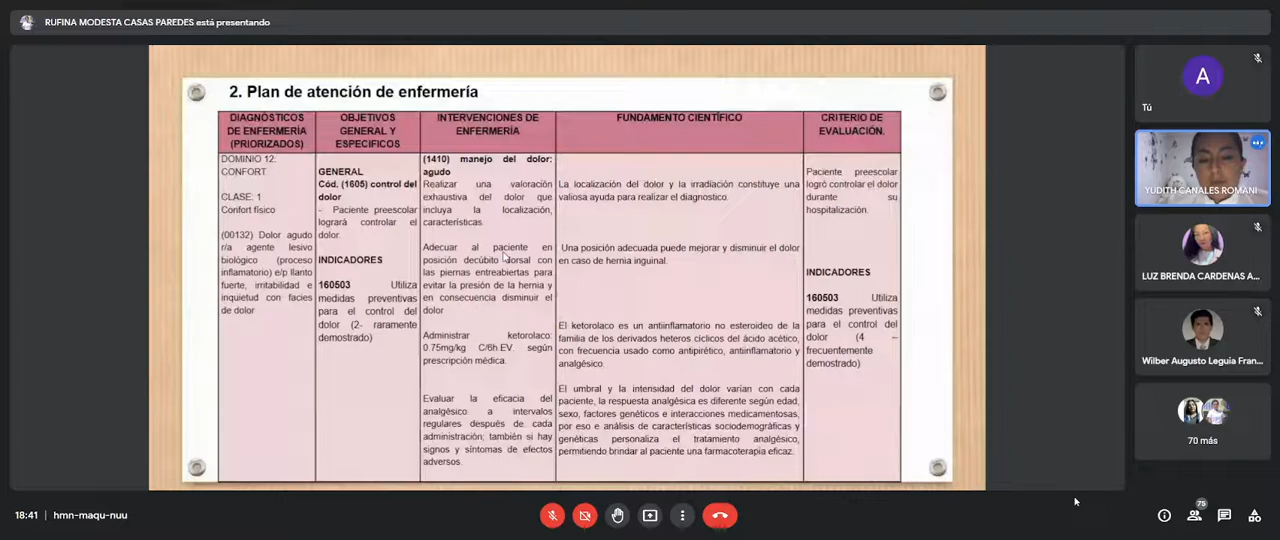 RUFINA MODESTA CASAS PAREDES está presentando
2. Plan de atención de enfermería
DIAGNÓSTICOS
DE ENFERMERÍA
(PRIORIZADOS)
OBJETIVOS
GENERAL Y
ESPECIFICOS
INTERVENCIONES DE
ENFERMERÍA
FUNDAMENTO CIENTÍFICO
CRITERIO DE
EVALUACIÓN.
DOMINIO 12:
CONFORT
CLASE: 1
Confort físico
(00132) Dolor agudo
r/a agente lesivo
biológico (proceso
inflamatorio) e/p llanto
fuerte, irritabilidad e
inquietud con facies
de dolor
GENERAL
Cód. (1605) control del
dolor
- Paciente preescolar
logrará controlar el
dolor.
INDICADORES
160503 Utiliza
medidas preventivas
para el control del
dolor (2- raramente
demostrado)
(1410) manejo del dolor:
agudo
Realizar una valoración
exhaustiva del dolor que
incluya la localización,
características.
Adecuar al paciente en
posición decúbito dorsal con
las piernas entreabiertas para
evitar la presión de la hernia y
en consecuencia disminuir el
dolor
Administrar ketorolaco:
0.75mg/kg C/6h.EV. según
prescripción médica.
Evaluar la eficacia del
analgésico a intervalos
regulares después de cada
administración; también si hay
signos y síntomas de efectos
adversos.
La localización del dolor y la irradiación constituye una
valiosa ayuda para realizar el diagnostico.
Una posición adecuada puede mejorar y disminuir el dolor
en caso de hernia inguinal.
El ketorolaco es un antiinflamatorio no esteroideo de la
familia de los derivados heteros cíclicos del ácido acético,
con frecuencia usado como antipirético, antiinflamatorio y
analgésico.
El umbral y la intensidad del dolor varían con cada
paciente, la respuesta analgésica es diferente según edad,
sexo, factores genéticos e interacciones medicamentosas,
por eso e análisis de características sociodemográficas y
genéticas personaliza el tratamiento analgésico,
permitiendo brindar al paciente una farmacoterapia eficaz.
Paciente preescolar
logró controlar el dolor
durante su
hospitalización.
INDICADORES
160503 Utiliza
medidas preventivas
para el control del
dolor (4 –
frecuentemente
demostrado)
A
Tú
YUDITH CANALES ROMANI
LUZ BRENDA CARDENAS A...
Wilber Augusto Leguia Fran...
70 más
18:41 | hmn-maqu-nuu
75